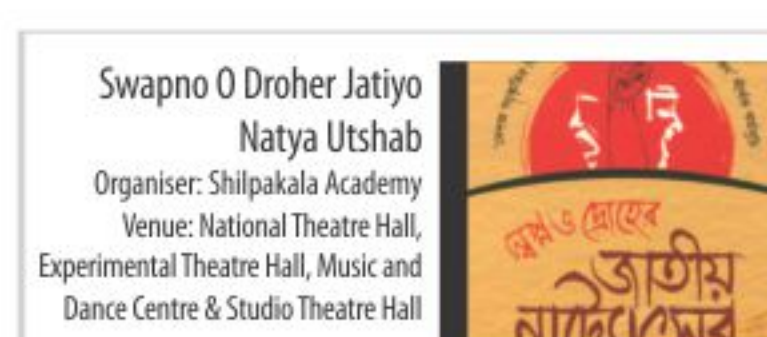 Swapno O Droher Jatiyo
Natya Utshab
Organiser: Shilpakala Academy
Venue: National Theatre Hall,
Experimental Theatre Hall, Music and
Dance Centre & Studio Theatre Hall
স্বপ্ন ও দ্রোহের
জাতীয়
নাট্যোৎসব